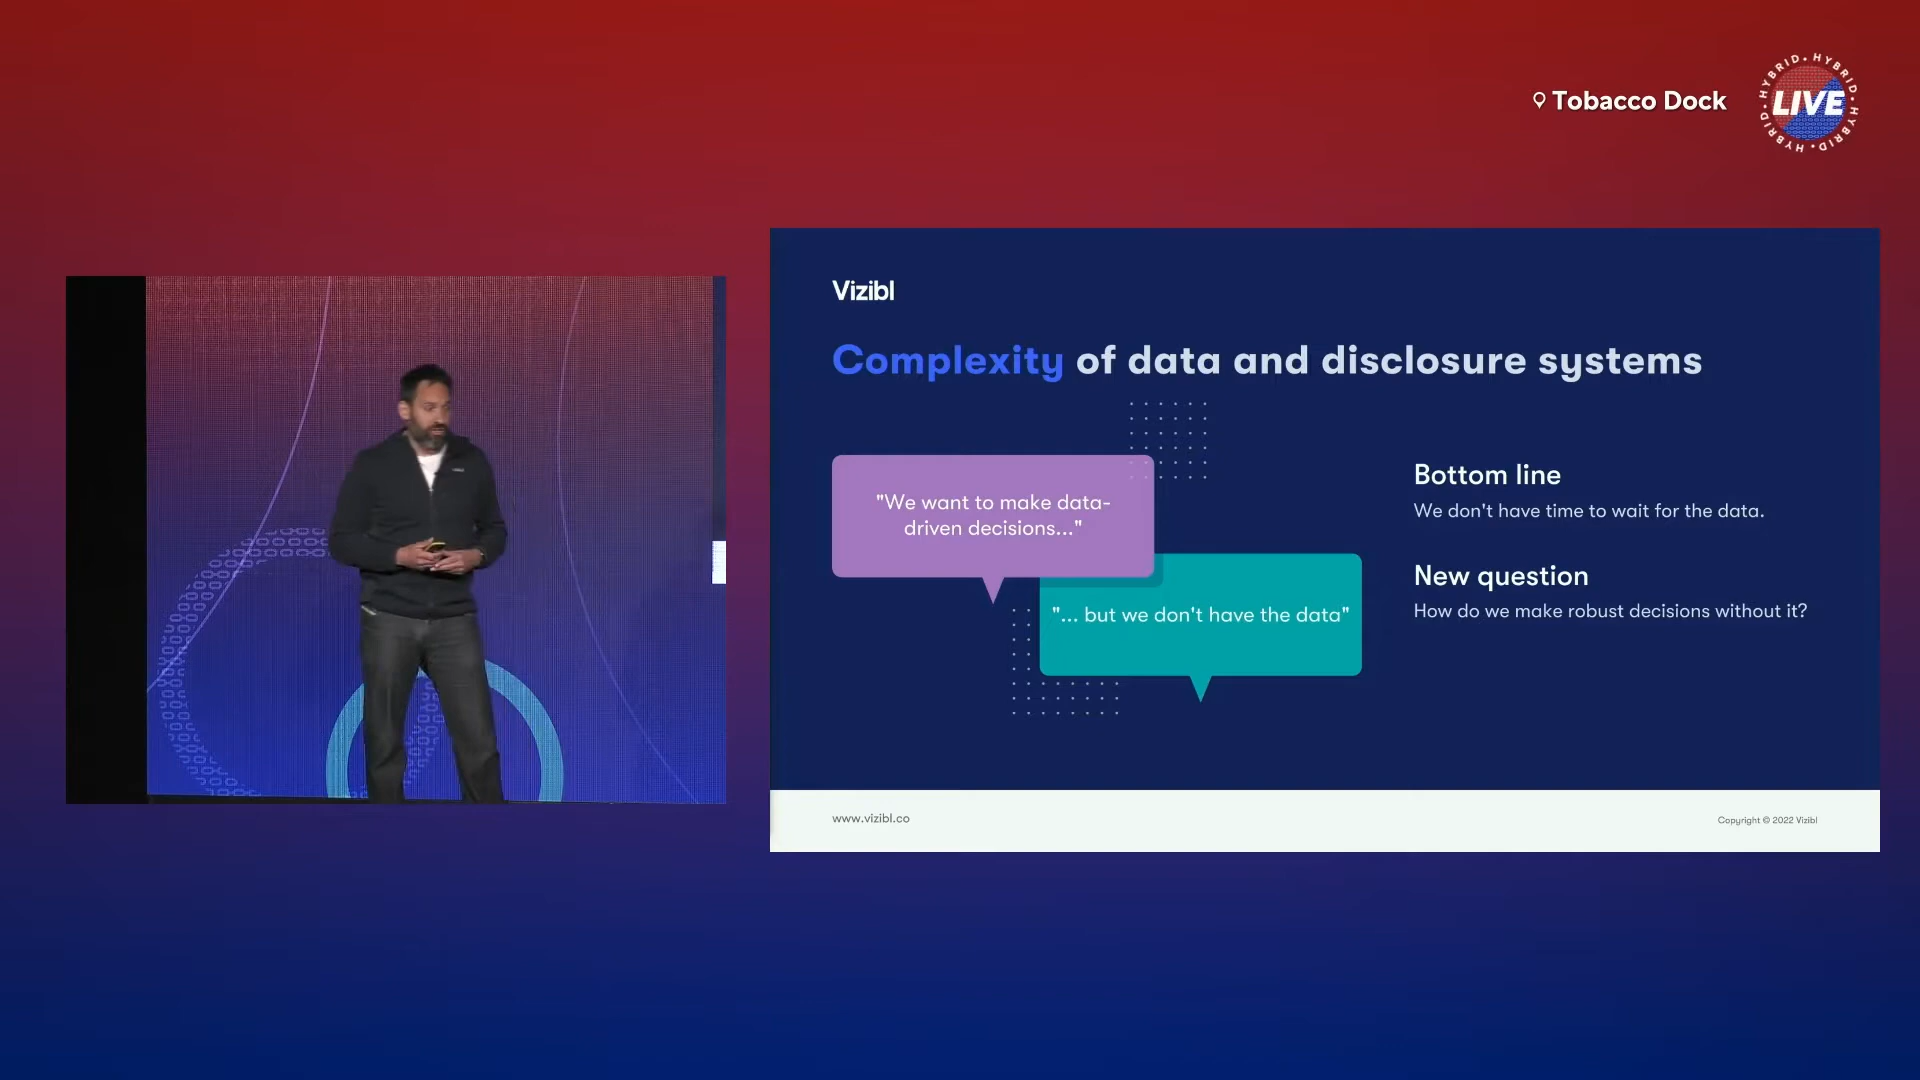 Tobacco Dock
HYBRID • HYBRID • HYBRID • HYBRID •
LIVE
Vizibl
Complexity of data and disclosure systems
"We want to make data-
driven decisions..."
"... but we don't have the data"
Bottom line
We don't have time to wait for the data.
New question
How do we make robust decisions without it?
www.vizibl.co
Copyright © 2022 Vizibl